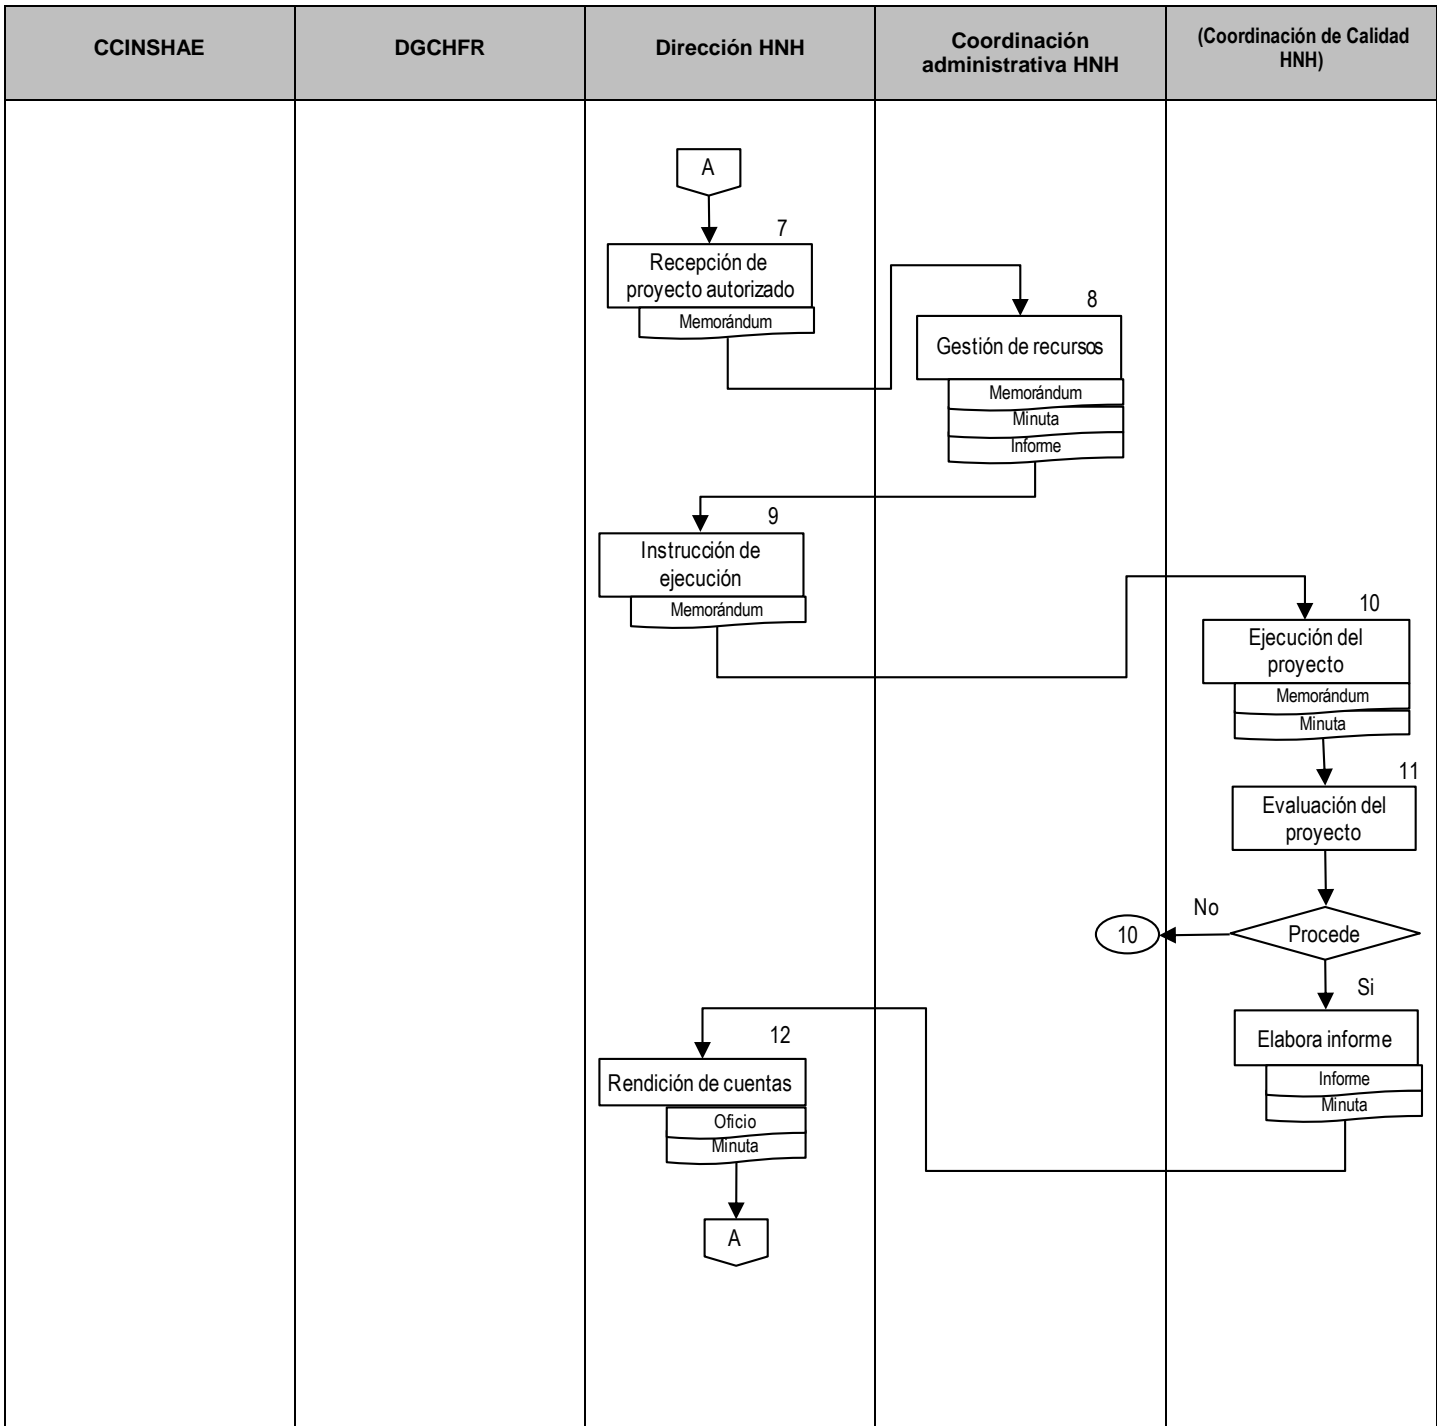 CCINSHAE
DGCHFR
Dirección HNH
Coordinación
administrativa HNH
(Coordinación de Calidad
HNH)
A
7
Recepción de
proyecto autorizado
Memorándum
8
Gestión de recursos
Memorándum
Minuta
Informe
9
Instrucción de
ejecución
Memorándum
10
Ejecución del
proyecto
Memorándum
Minuta
11
Evaluación del
proyecto
No
10
Procede
Si
Elabora informe
Informe
Minuta
12
Rendición de cuentas
Oficio
Minuta
A